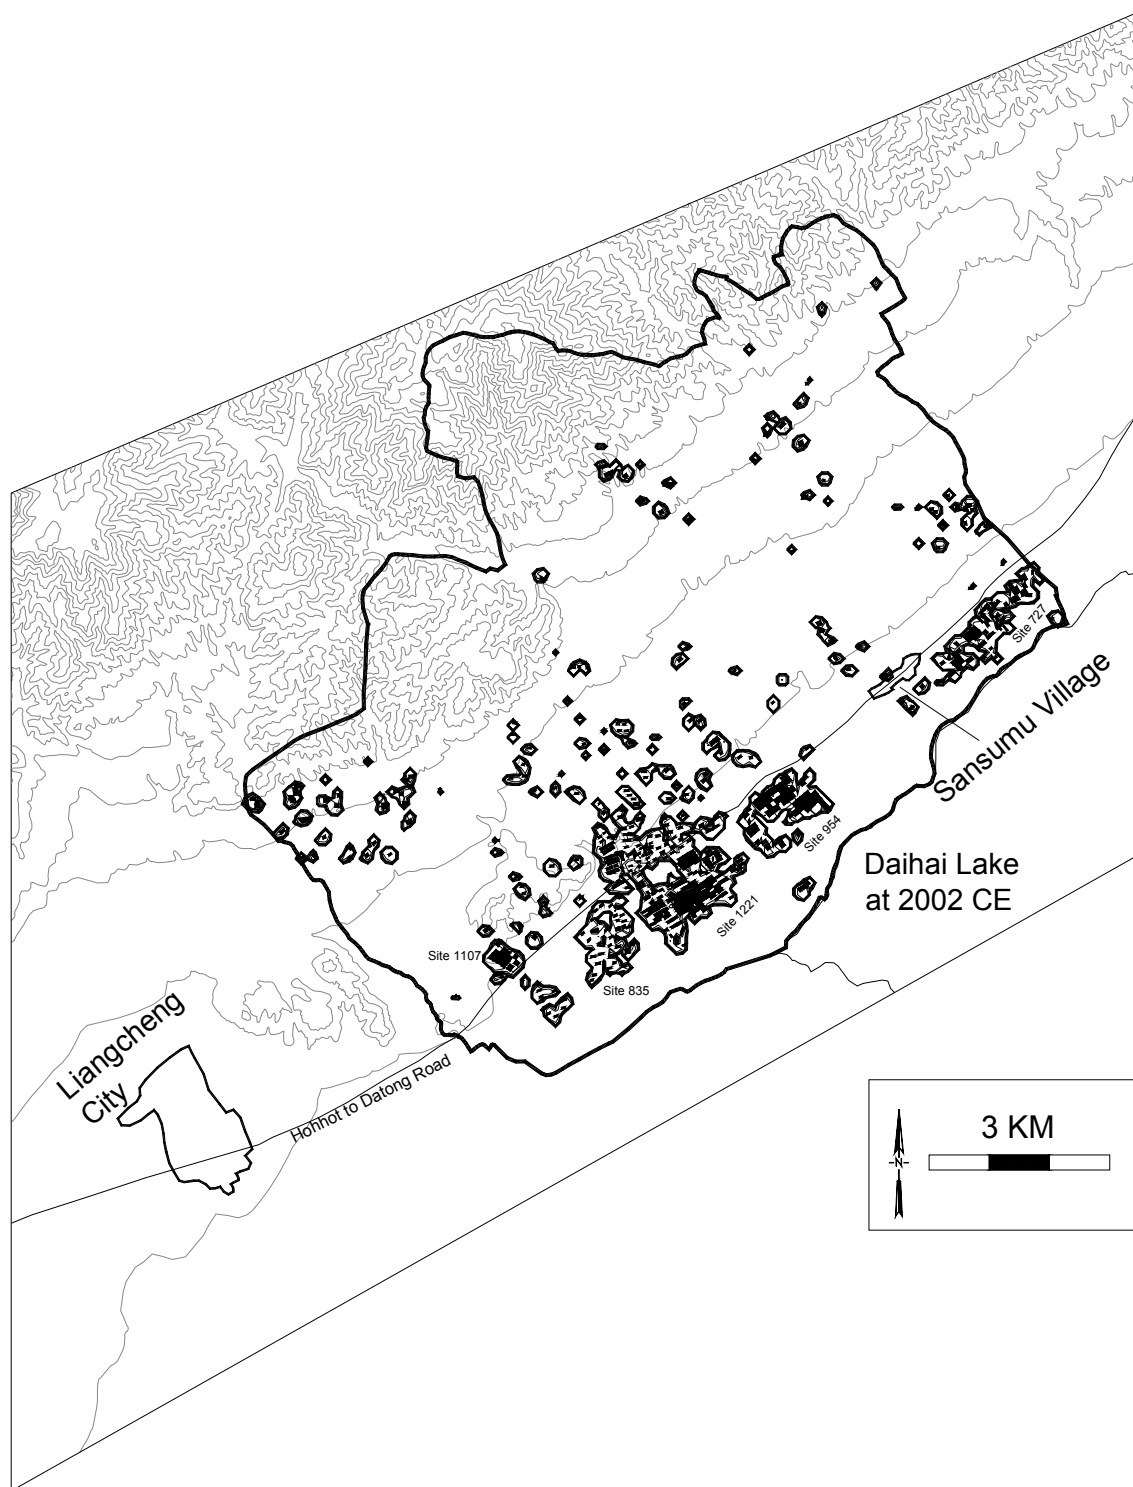 Site 727
Sansumu Village
Site 954
Daihai Lake
at 2002 CE
Site 1221
Site 1107
Site 835
Liangcheng
City
Hohhot to Datong Road
3 KM
N